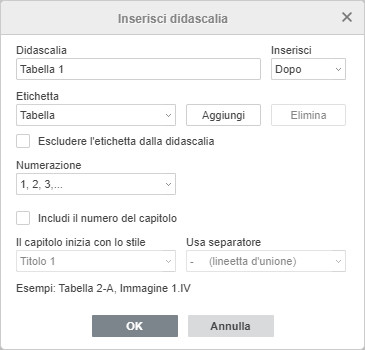 Inserisci didascalia
Didascalia Inserisci
Tabella 1 Dopo
Etichetta
Tabella Aggiungi Elimina
Escludere l'etichetta dalla didascalia
Numerazione
1, 2, 3,...
Includi il numero del capitolo
Il capitolo inizia con lo stile Usa separatore
Titolo 1 - (lineetta d'unione)
Esempi: Tabella 2-A, Immagine 1.IV
OK Annulla